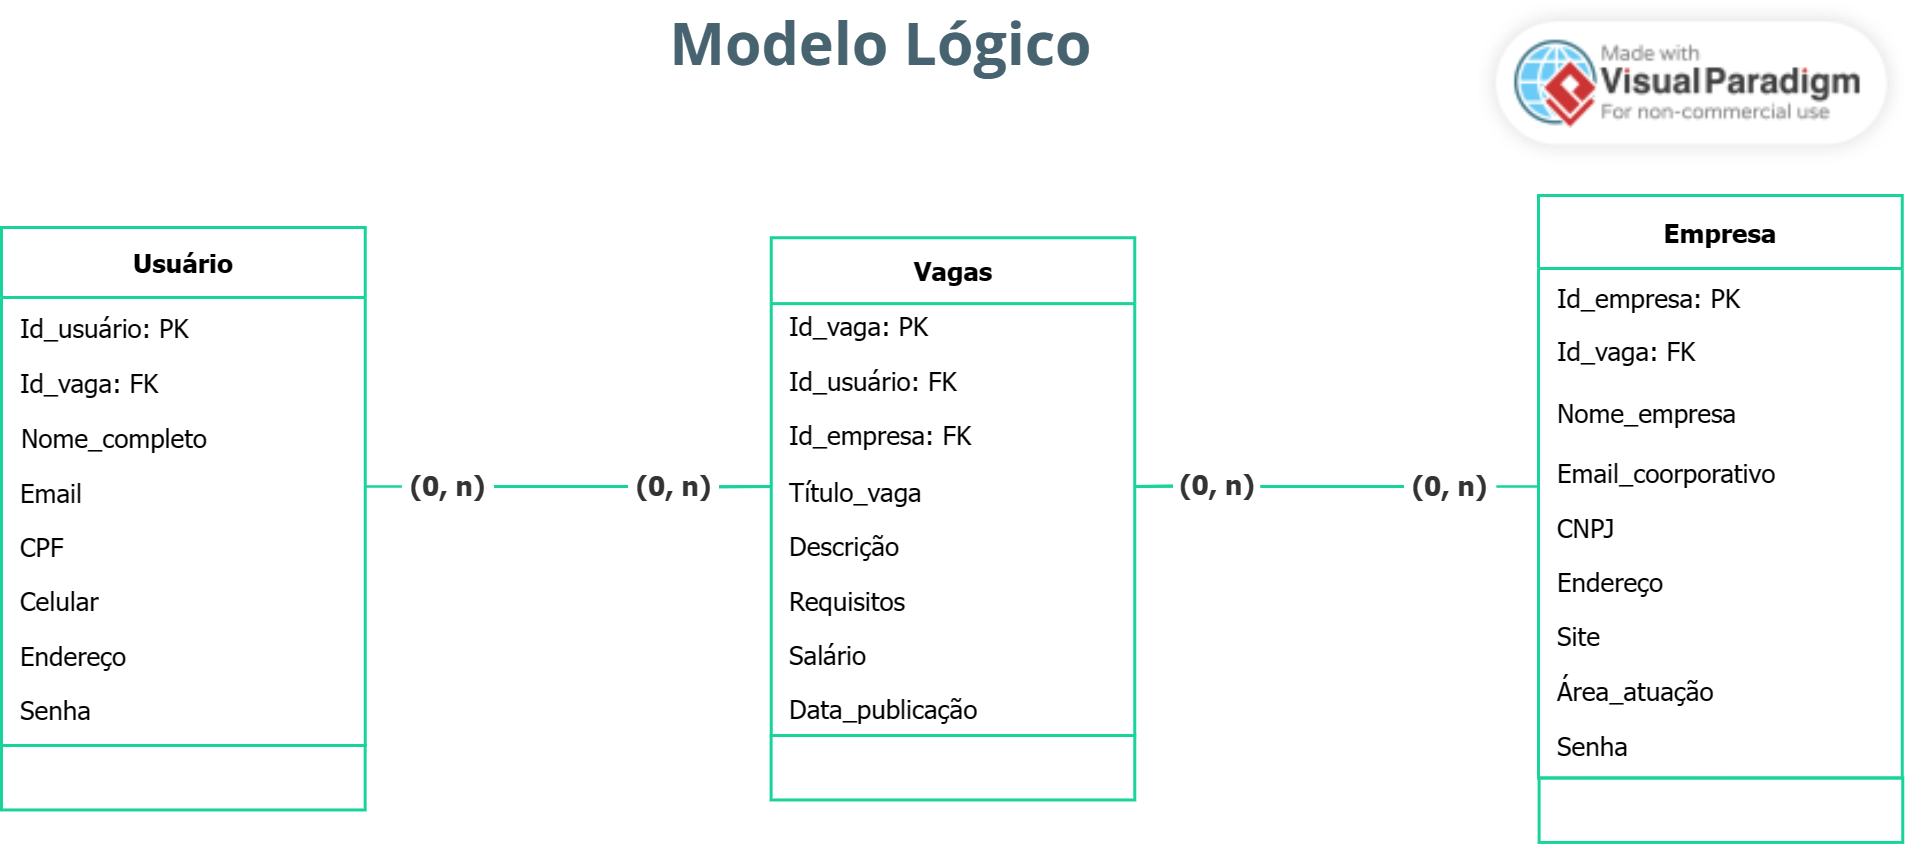 Modelo Lógico
Made with
Visual Paradigm
For non-commercial use
Usuário
Id_usuário: PK
Id_vaga: FK
Nome_completo
Email
CPF
Celular
Endereço
Senha
(0, n)
(0, n)
Vagas
Id_vaga: PK
Id_usuário: FK
Id_empresa: FK
Título_vaga
Descrição
Requisitos
Salário
Data_publicação
(0, n)
(0, n)
Empresa
Id_empresa: PK
Id_vaga: FK
Nome_empresa
Email_coorporativo
CNPJ
Endereço
Site
Área_atuação
Senha